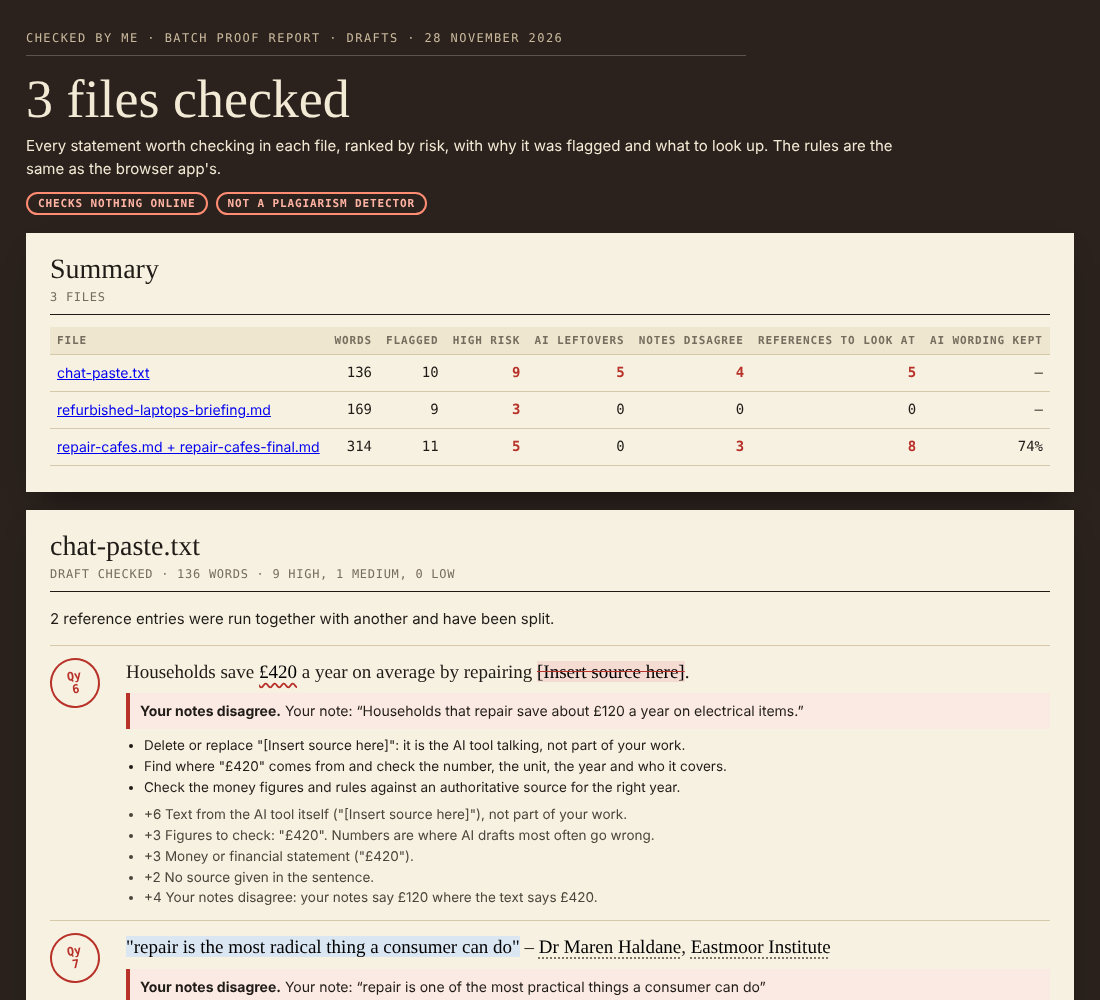 CHECKED BY ME · BATCH PROOF REPORT · DRAFTS · 28 NOVEMBER 2026
3 files checked
Every statement worth checking in each file, ranked by risk, with why it was flagged and what to look up. The rules are the
same as the browser app's.
CHECKS NOTHING ONLINE NOT A PLAGIARISM DETECTOR
Summary
3 FILES
FILE WORDS FLAGGED HIGH RISK AI LEFTOVERS NOTES DISAGREE REFERENCES TO LOOK AT AI WORDING KEPT
chat-paste.txt 136 10 9 5 4 5 –
refurbished-laptops-briefing.md 169 9 3 0 0 0 –
repair-cafes.md + repair-cafes-final.md 314 11 5 0 3 8 74%
chat-paste.txt
DRAFT CHECKED · 136 WORDS · 9 HIGH, 1 MEDIUM, 0 LOW
2 reference entries were run together with another and have been split.
Qy
6
Households save £420 a year on average by repairing [Insert source here].
Your notes disagree. Your note: “Households that repair save about £120 a year on electrical items.”
• Delete or replace "[Insert source here]": it is the AI tool talking, not part of your work.
• Find where "£420" comes from and check the number, the unit, the year and who it covers.
• Check the money figures and rules against an authoritative source for the right year.
• +6 Text from the AI tool itself ("[Insert source here]"), not part of your work.
• +3 Figures to check: "£420". Numbers are where AI drafts most often go wrong.
• +3 Money or financial statement ("£420").
• +2 No source given in the sentence.
• +4 Your notes disagree: your notes say £120 where the text says £420.
Qy
7
"repair is the most radical thing a consumer can do" – Dr Maren Haldane, Eastmoor Institute
Your notes disagree. Your note: “repair is one of the most practical things a consumer can do”